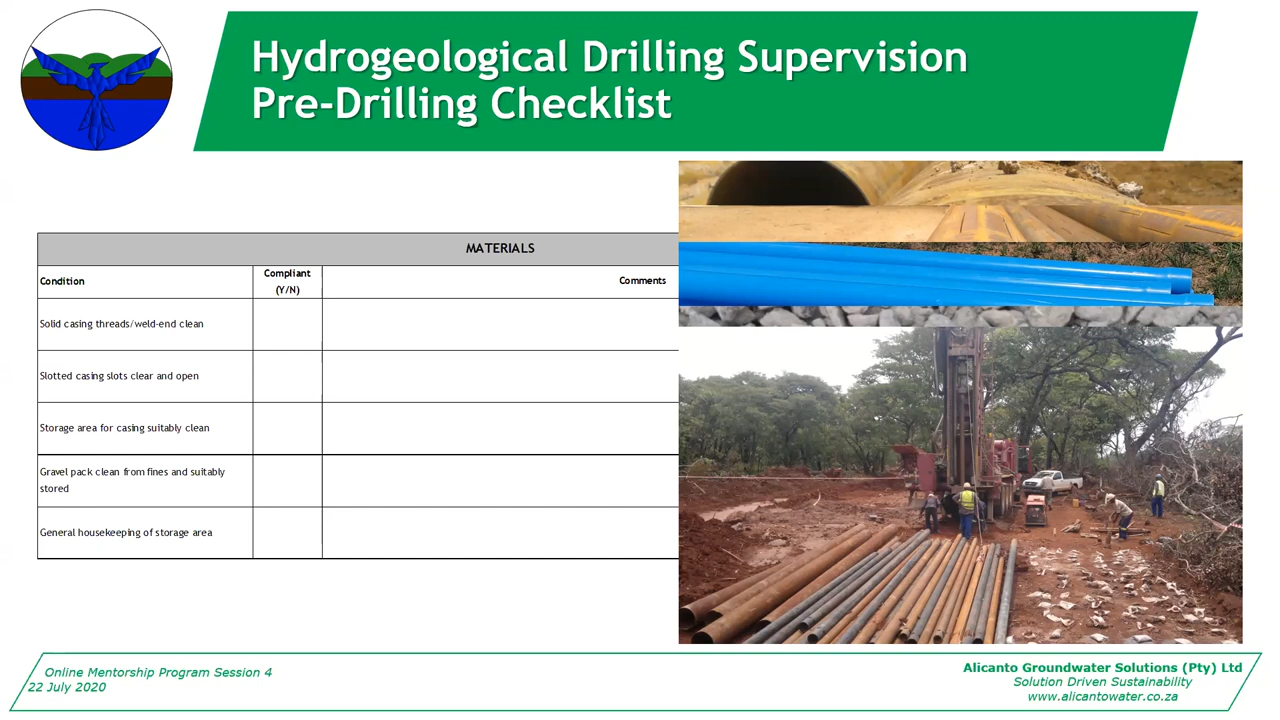 Hydrogeological Drilling Supervision
Pre-Drilling Checklist
MATERIALS
Condition
Compliant
(Y/N)
Comments
Solid casing threads/weld-end clean
Slotted casing slots clear and open
Storage area for casing suitably clean
Gravel pack clean from fines and suitably
stored
General housekeeping of storage area
Online Mentorship Program Session 4
22 July 2020
Alicanto Groundwater Solutions (Pty) Ltd
Solution Driven Sustainability
www.alicantowater.co.za